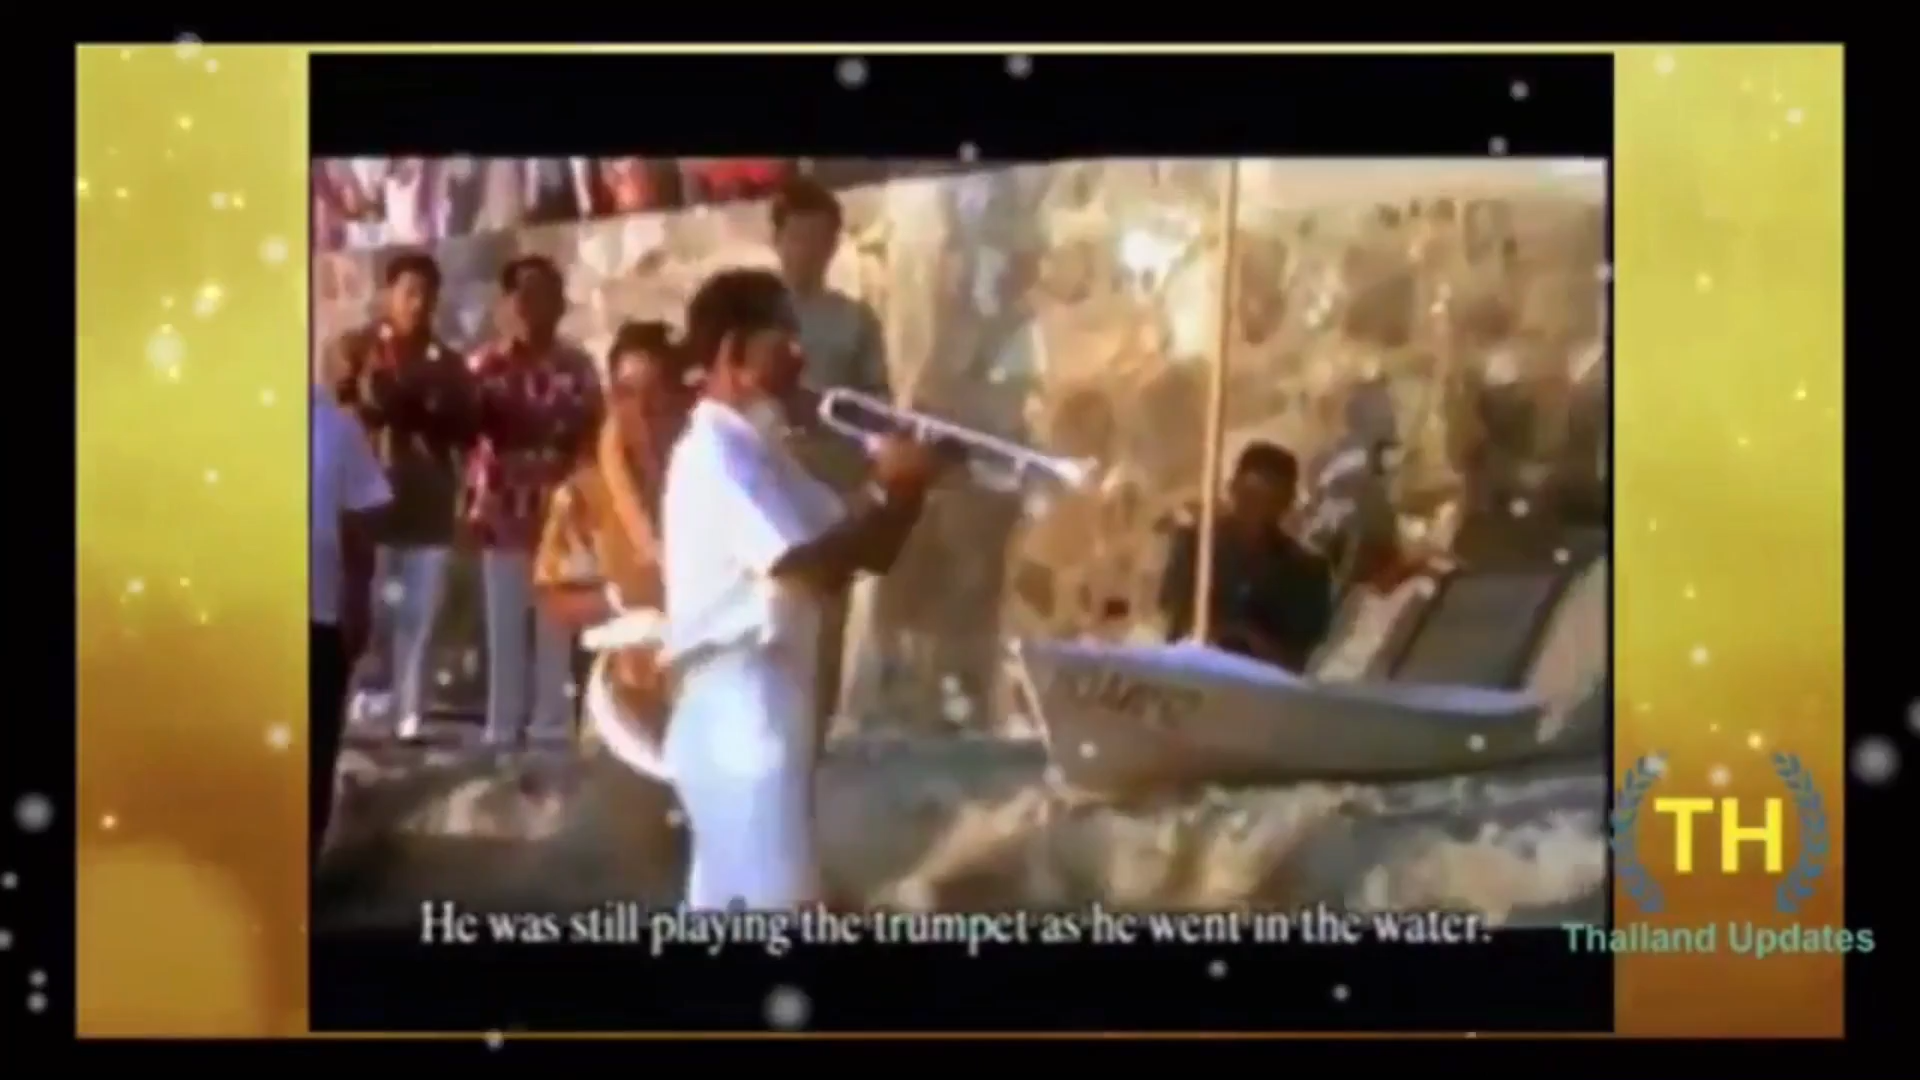 He was still playing the trumpet as he went in the water.
TH
Thailand Updates